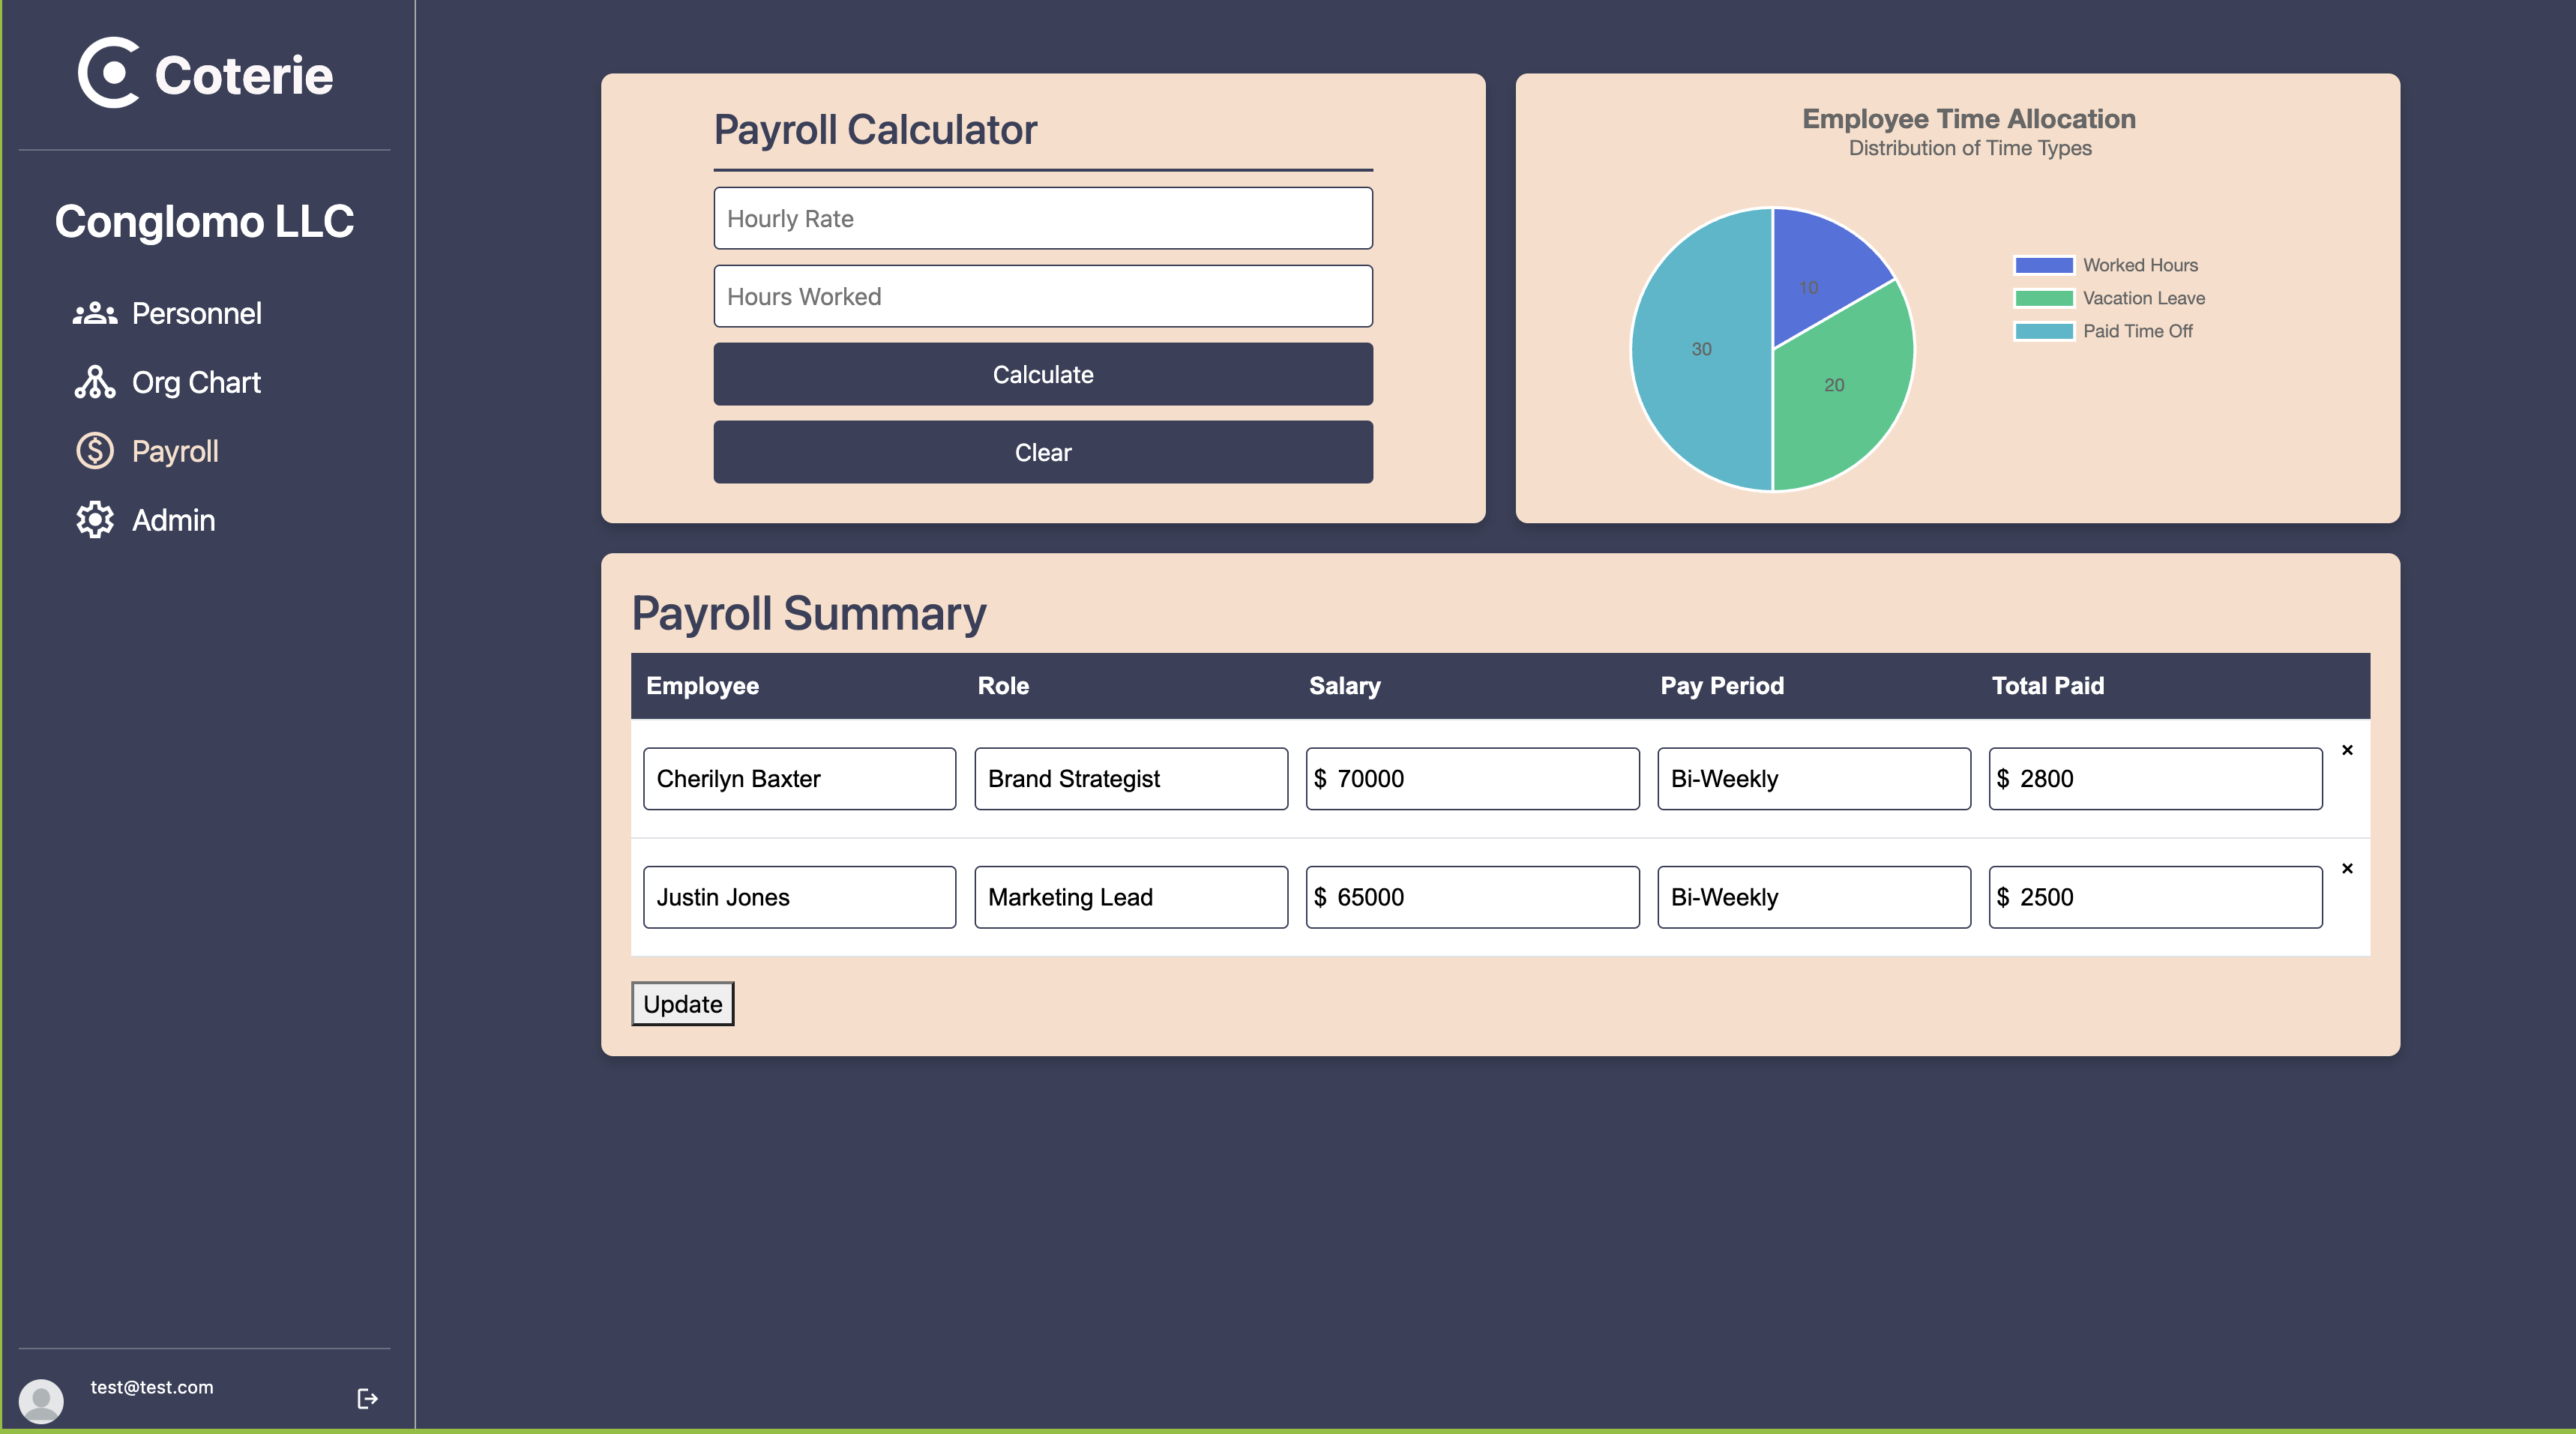 Coterie
Conglomo LLC
Personnel
Org Chart
Payroll
Admin
test@test.com
Payroll Calculator
Hourly Rate
Hours Worked
Calculate
Clear
Employee Time Allocation
Distribution of Time Types
10
20
30
Worked Hours
Vacation Leave
Paid Time Off
Payroll Summary
Employee Role Salary Pay Period Total Paid
Cherilyn Baxter Brand Strategist $ 70000 Bi-Weekly $ 2800 ×
Justin Jones Marketing Lead $ 65000 Bi-Weekly $ 2500 ×
Update